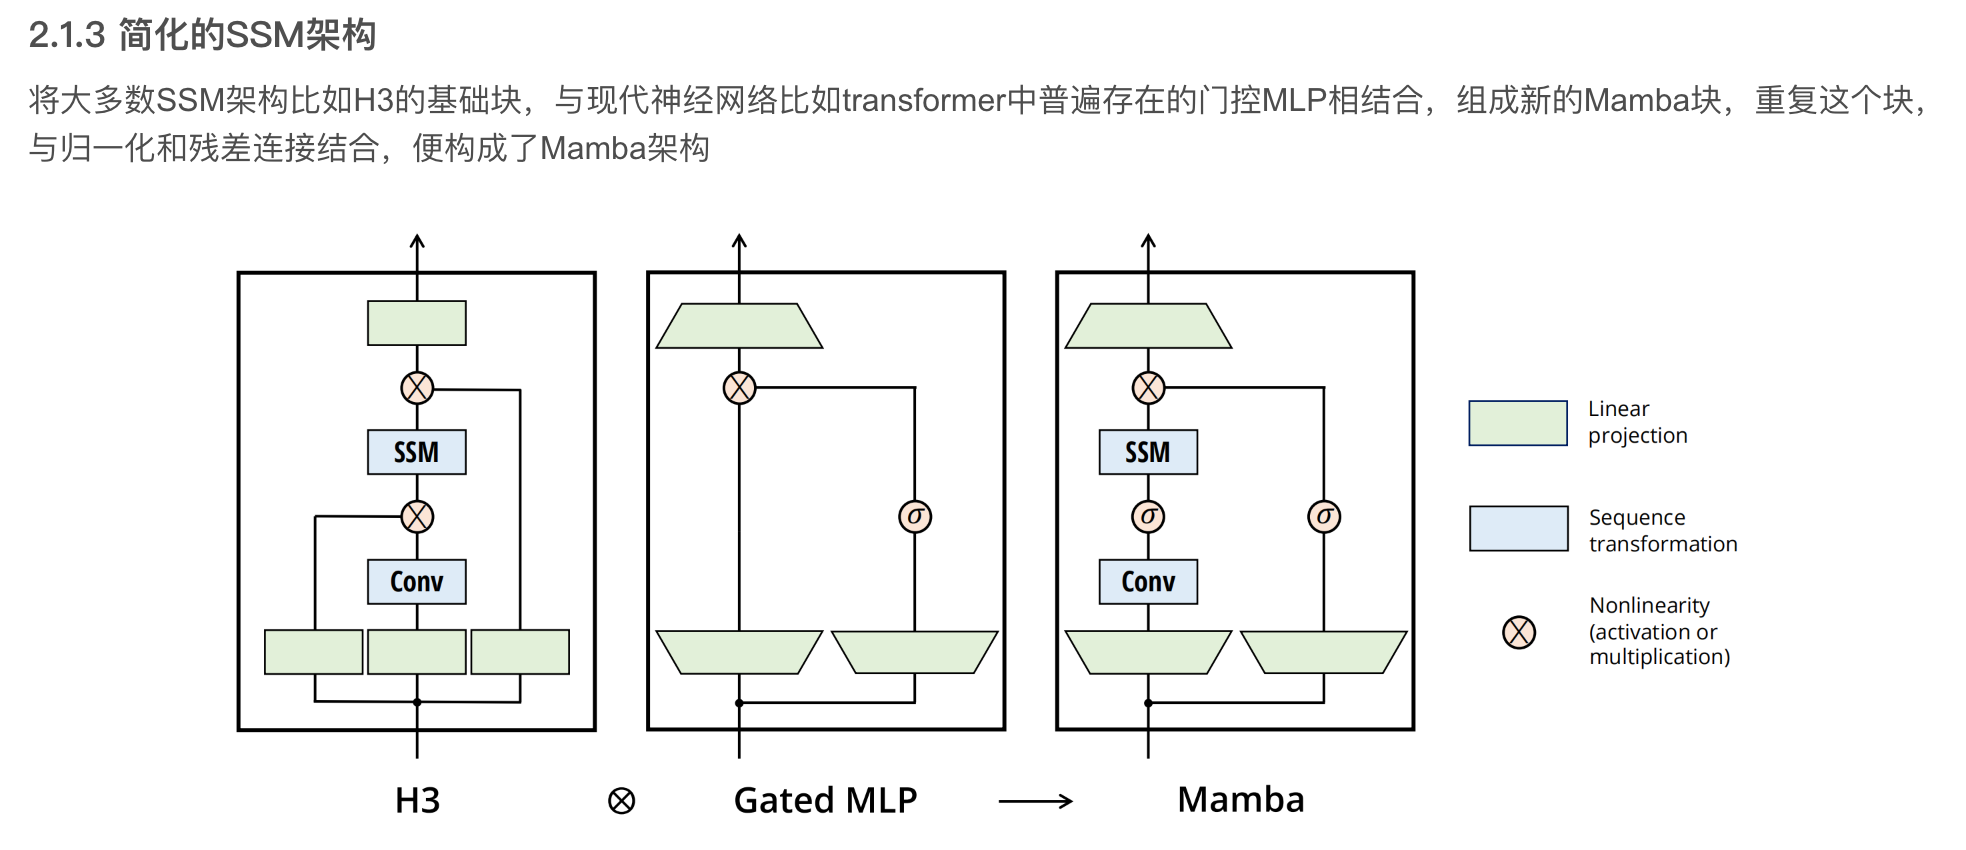 2.1.3 简化的SSM架构
将大多数SSM架构比如H3的基础块，与现代神经网络比如transformer中普遍存在的门控MLP相结合，组成新的Mamba块，重复这个块，
与归一化和残差连接结合，便构成了Mamba架构
SSM
Conv
σ
SSM
σ
σ
Conv
Linear
projection
Sequence
transformation
Nonlinearity
(activation or
multiplication)
H3 ⊗ Gated MLP → Mamba